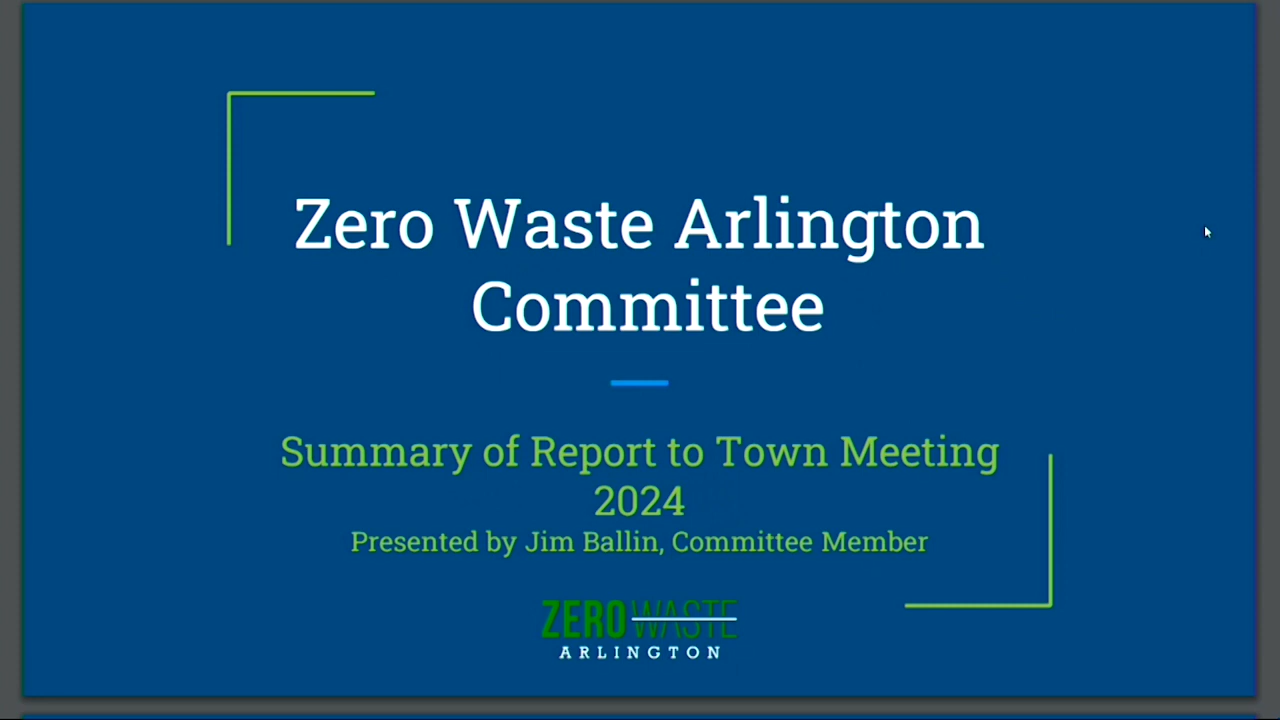 Zero Waste Arlington
Committee
Summary of Report to Town Meeting
2024
Presented by Jim Ballin, Committee Member
ZERO WASTE
ARLINGTON